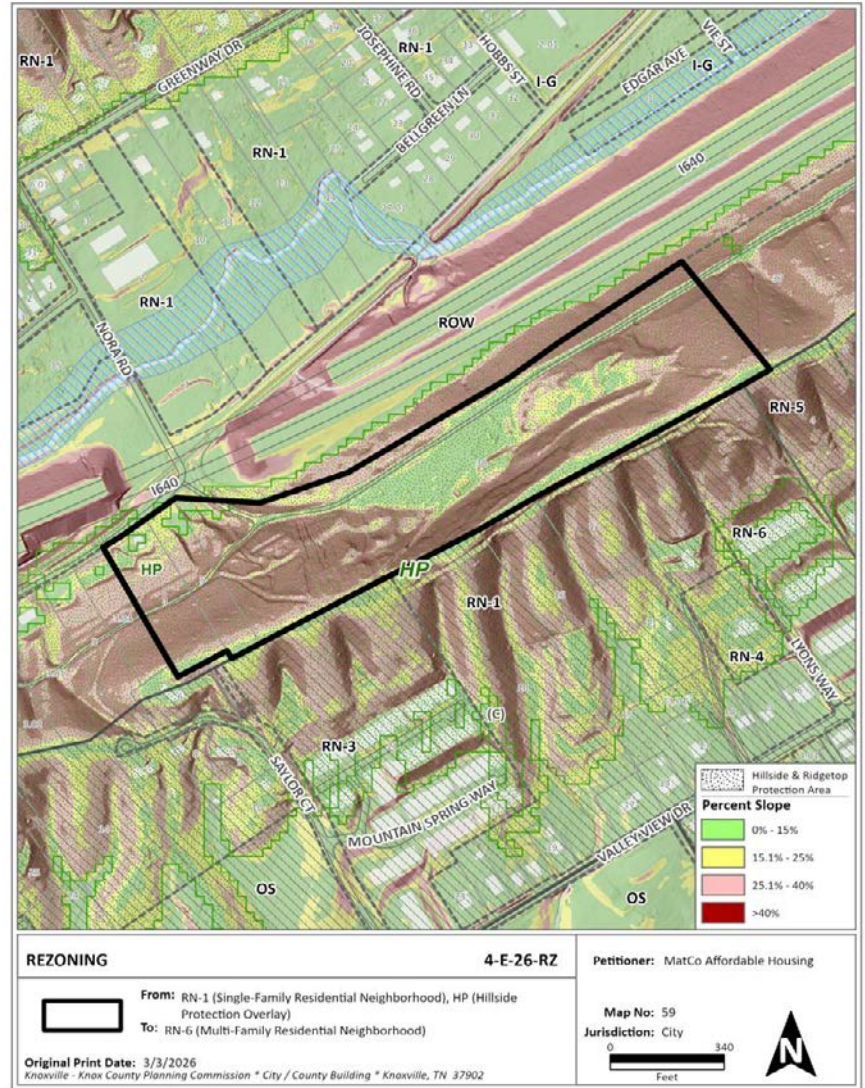 RN-1
GREENWAY DR
JOSEPHINE RD
RN-1
HOBBS ST
I-G
VIE ST
EDGAR AVE
I-G
BELLGREEN LN
RN-1
I640
RN-1
NORA RD
ROW
I640
RN-5
HP
HP
RN-6
RN-1
RN-4
LYONS WAY
(C)
RN-3
SAYLOR CT
MOUNTAIN SPRING WAY
VALLEY VIEW DR
OS
OS
Hillside & Ridgetop
Protection Area
Percent Slope
0% - 15%
15.1% - 25%
25.1% - 40%
>40%
REZONING
4-E-26-RZ
From: RN-1 (Single-Family Residential Neighborhood), HP (Hillside
Protection Overlay)
To: RN-6 (Multi-Family Residential Neighborhood)
Original Print Date: 3/3/2026
Knoxville - Knox County Planning Commission * City / County Building * Knoxville, TN 37902
Petitioner: MatCo Affordable Housing
Map No: 59
Jurisdiction: City
0 340
Feet
N